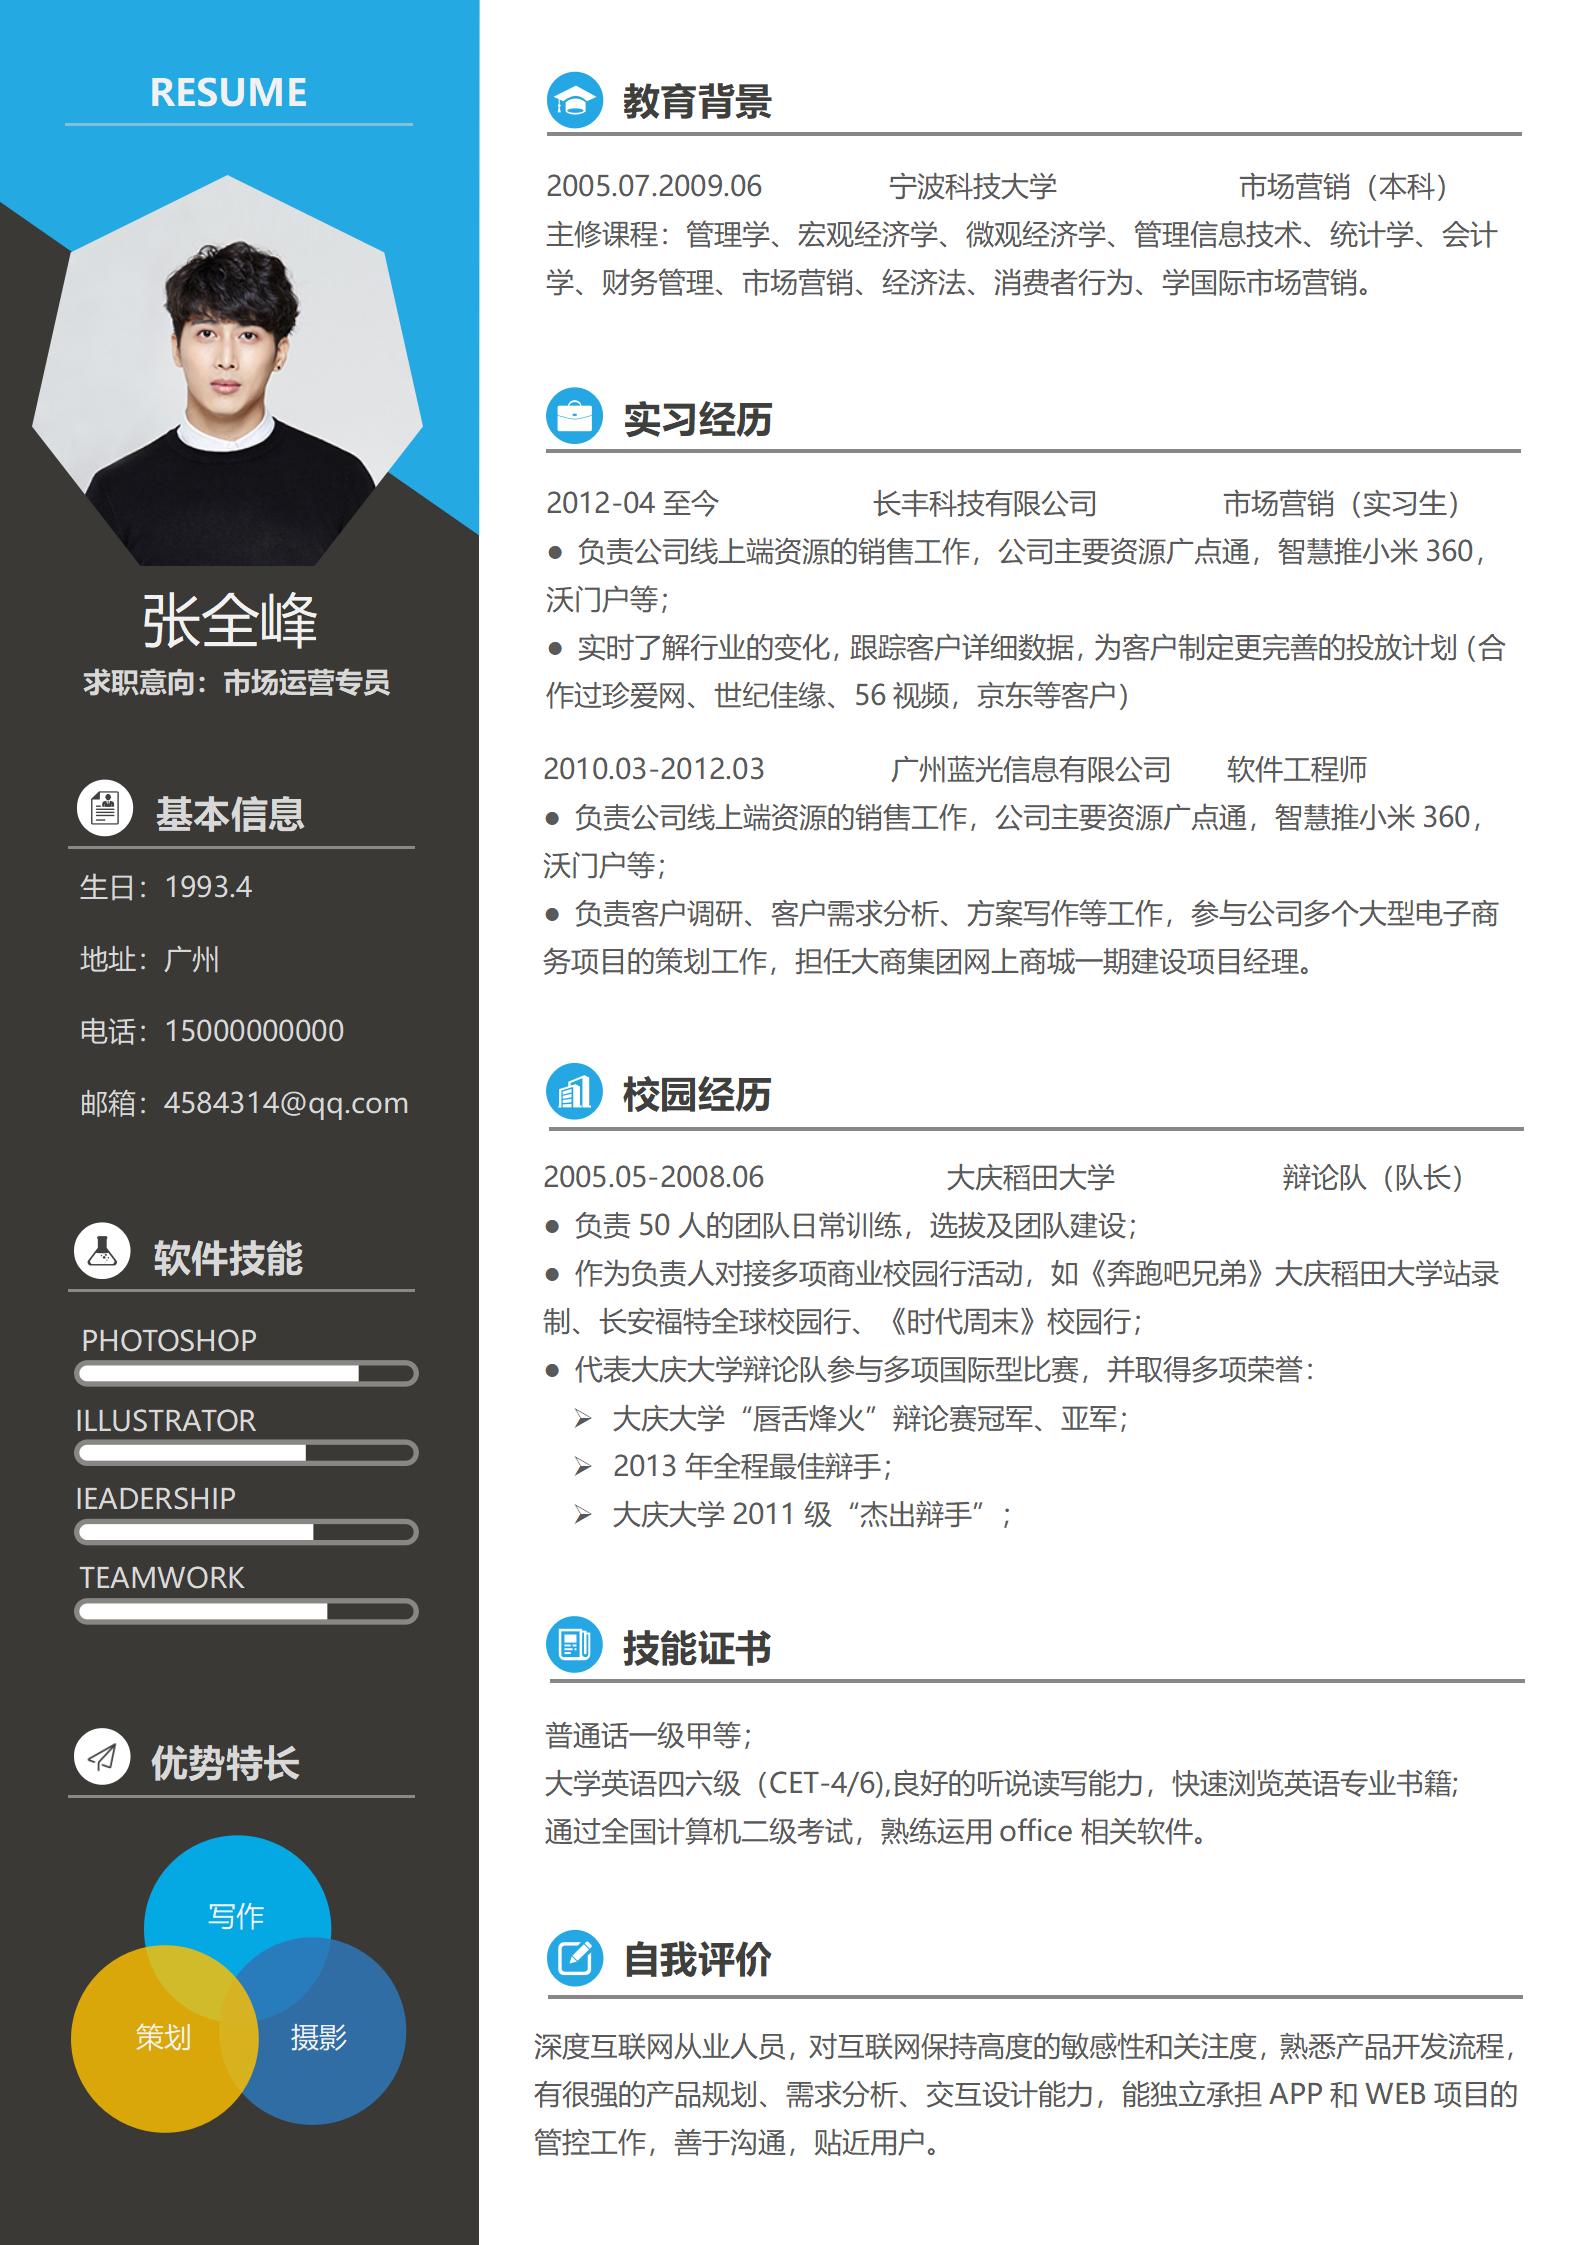 RESUME
张全峰
求职意向：市场运营专员
基本信息
生日：1993.4
地址：广州
电话：15000000000
邮箱：4584314@qq.com
软件技能
PHOTOSHOP
ILLUSTRATOR
IEADERSHIP
TEAMWORK
优势特长
写作
策划
摄影
教育背景
2005.07.2009.06 宁波科技大学 市场营销（本科）
主修课程：管理学、宏观经济学、微观经济学、管理信息技术、统计学、会计
学、财务管理、市场营销、经济法、消费者行为、学国际市场营销。
实习经历
2012-04 至今 长丰科技有限公司 市场营销（实习生）
● 负责公司线上端资源的销售工作，公司主要资源广点通，智慧推小米 360，
沃门户等；
● 实时了解行业的变化，跟踪客户详细数据，为客户制定更完善的投放计划（合
作过珍爱网、世纪佳缘、56 视频，京东等客户）
2010.03-2012.03 广州蓝光信息有限公司 软件工程师
● 负责公司线上端资源的销售工作，公司主要资源广点通，智慧推小米 360，
沃门户等；
● 负责客户调研、客户需求分析、方案写作等工作，参与公司多个大型电子商
务项目的策划工作，担任大商集团网上商城一期建设项目经理。
校园经历
2005.05-2008.06 大庆稻田大学 辩论队（队长）
● 负责 50 人的团队日常训练，选拔及团队建设；
● 作为负责人对接多项商业校园行活动，如《奔跑吧兄弟》大庆稻田大学站录
制、长安福特全球校园行、《时代周末》校园行；
● 代表大庆大学辩论队参与多项国际型比赛，并取得多项荣誉：
➢ 大庆大学“唇舌烽火”辩论赛冠军、亚军；
➢ 2013 年全程最佳辩手；
➢ 大庆大学 2011 级“杰出辩手”；
技能证书
普通话一级甲等；
大学英语四六级（CET-4/6),良好的听说读写能力，快速浏览英语专业书籍;
通过全国计算机二级考试，熟练运用 office 相关软件。
自我评价
深度互联网从业人员，对互联网保持高度的敏感性和关注度，熟悉产品开发流程，
有很强的产品规划、需求分析、交互设计能力，能独立承担 APP 和 WEB 项目的
管控工作，善于沟通，贴近用户。